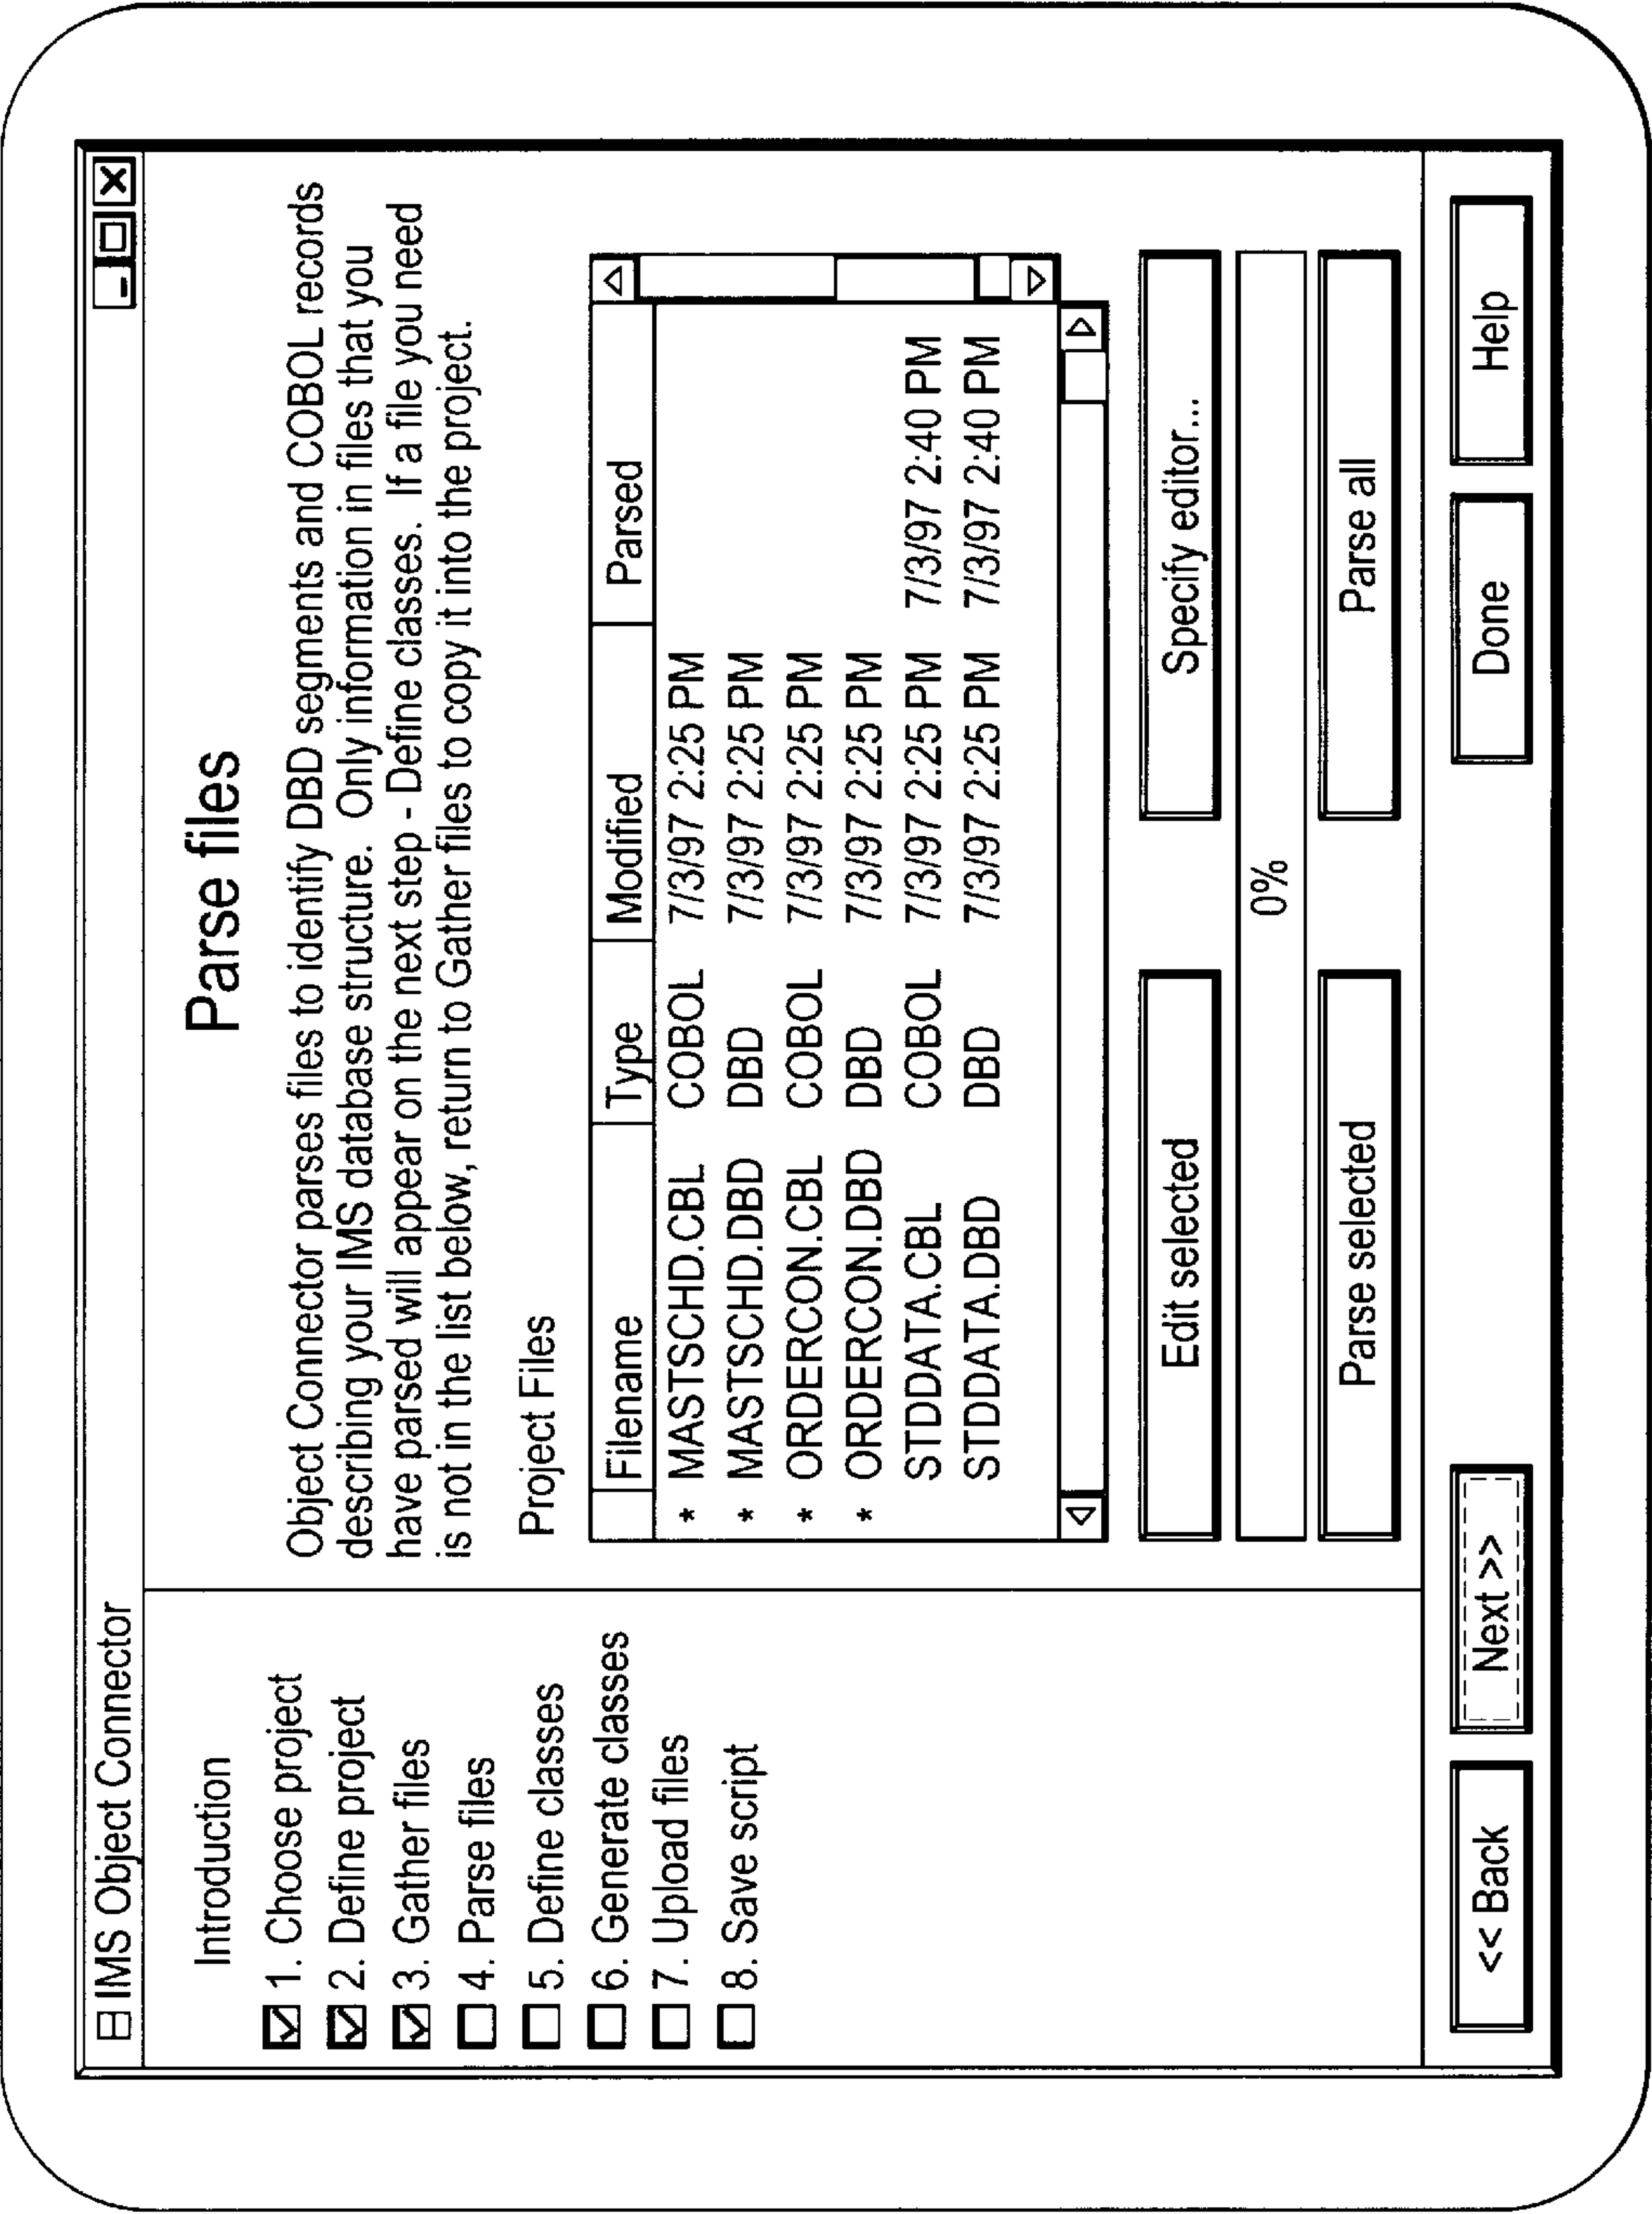 IMS Object Connector
Introduction
1. Choose project
2. Define project
3. Gather files
4. Parse files
5. Define classes
6. Generate classes
7. Upload files
8. Save script
Parse files
Object Connector parses files to identify DBD segments and COBOL records
describing your IMS database structure. Only information in files that you
have parsed will appear on the next step - Define classes. If a file you need
is not in the list below, return to Gather files to copy it into the project.
Project Files
Filename Type Modified Parsed
* MASTSCHD.CBL COBOL 7/3/97 2:25 PM
* MASTSCHD.DBD DBD 7/3/97 2:25 PM
* ORDERCON.CBL COBOL 7/3/97 2:25 PM
* ORDERCON.DBD DBD 7/3/97 2:25 PM
STDDATA.CBL COBOL 7/3/97 2:25 PM 7/3/97 2:40 PM
STDDATA.DBD DBD 7/3/97 2:25 PM 7/3/97 2:40 PM
Edit selected Specify editor...
0%
Parse selected Parse all
<< Back Next >> Done Help